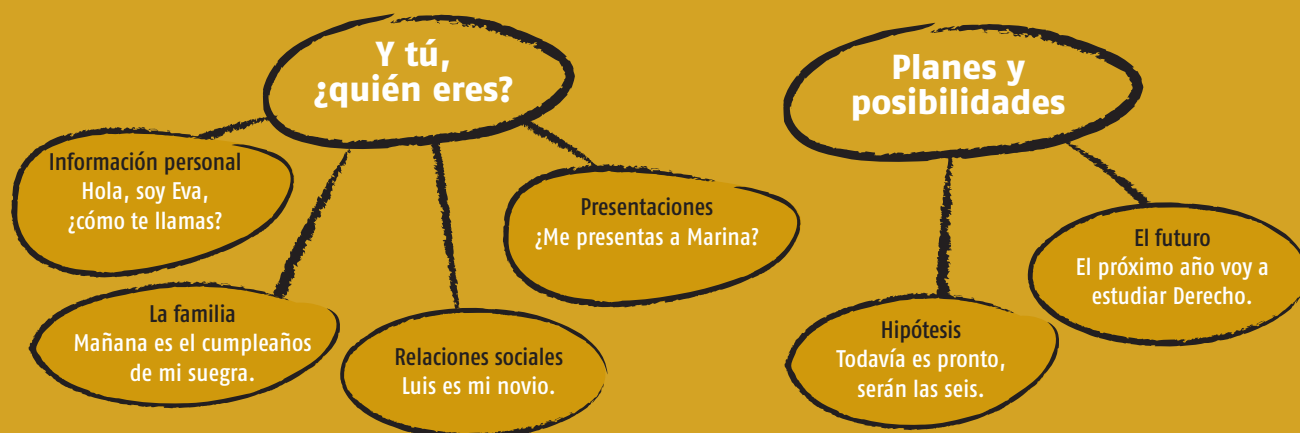 Y tú,
¿quién eres?
Información personal
Hola, soy Eva,
¿cómo te llamas?
La familia
Mañana es el cumpleaños
de mi suegra.
Relaciones sociales
Luis es mi novio.
Presentaciones
¿Me presentas a Marina?
Planes y
posibilidades
Hipótesis
Todavía es pronto,
serán las seis.
El futuro
El próximo año voy a
estudiar Derecho.